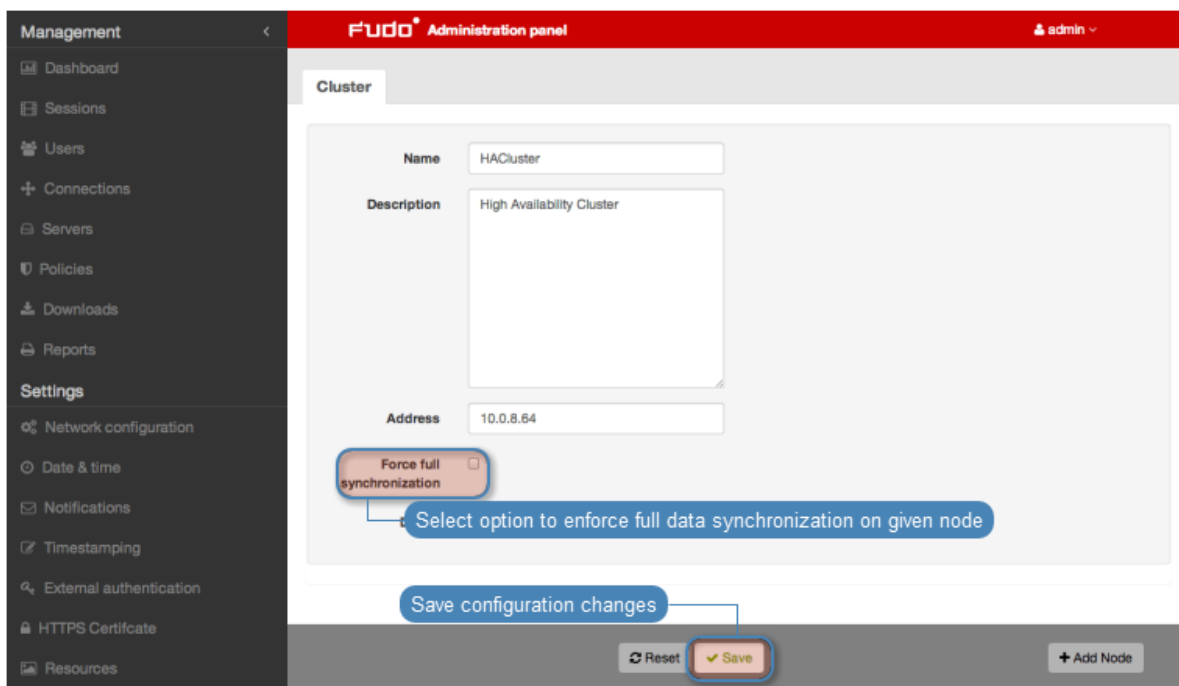 Management
Dashboard
Sessions
Users
Connections
Servers
Policies
Downloads
Reports
Settings
Network configuration
Date & time
Notifications
Timestamping
External authentication
HTTPS Certifcate
Resources
FUDO Administration panel
admin
Cluster
Name
HACluster
Description
High Availability Cluster
Address
10.0.8.64
Force full
synchronization
Select option to enforce full data synchronization on given node
Save configuration changes
Reset
Save
+ Add Node